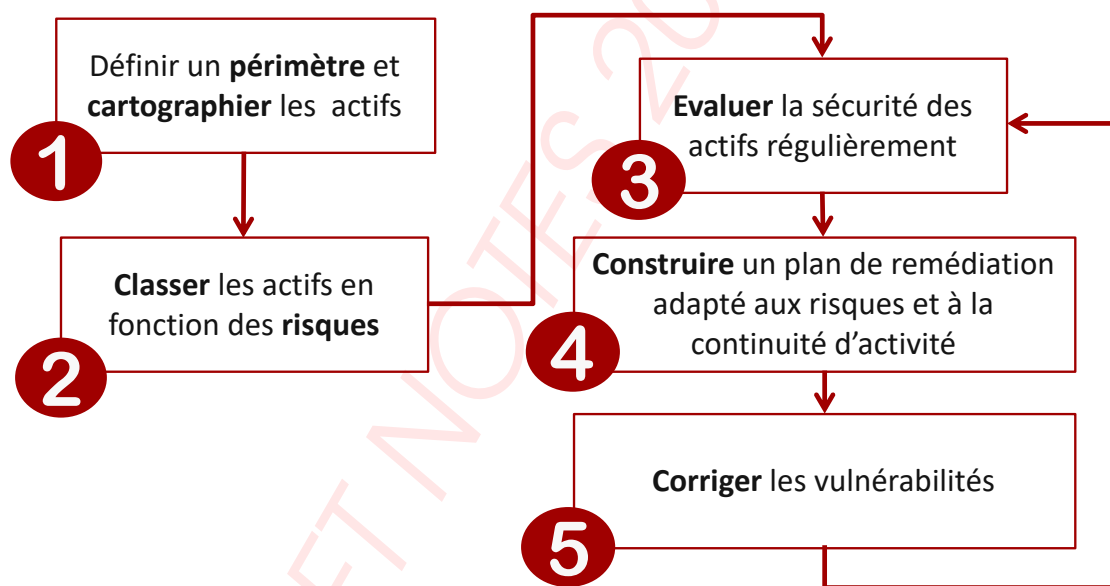 Définir un périmètre et
cartographier les actifs
1
Classer les actifs en
fonction des risques
2
Evaluer la sécurité des
actifs régulièrement
3
Construire un plan de remédiation
adapté aux risques et à la
continuité d’activité
4
Corriger les vulnérabilités
5
NOTES 20